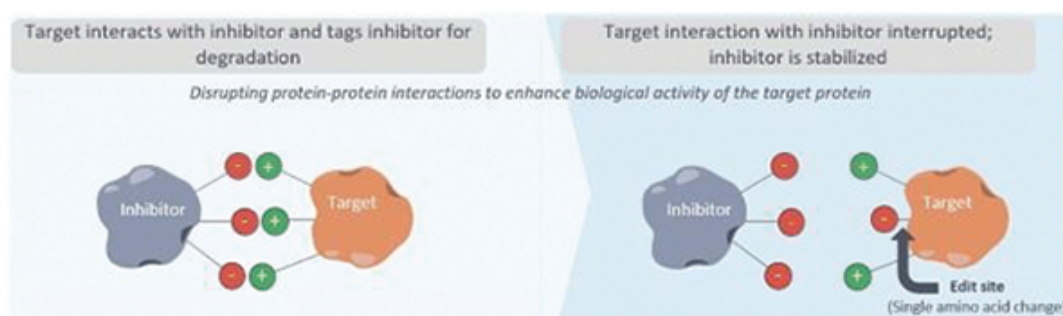 Target interacts with inhibitor and tags inhibitor for
degradation
Target interaction with inhibitor interrupted;
inhibitor is stabilized
Disrupting protein-protein interactions to enhance biological activity of the target protein
- +
Inhibitor
Target
- +
- +
- +
Inhibitor
Target
- -
- +
Edit site
(Single amino acid change)